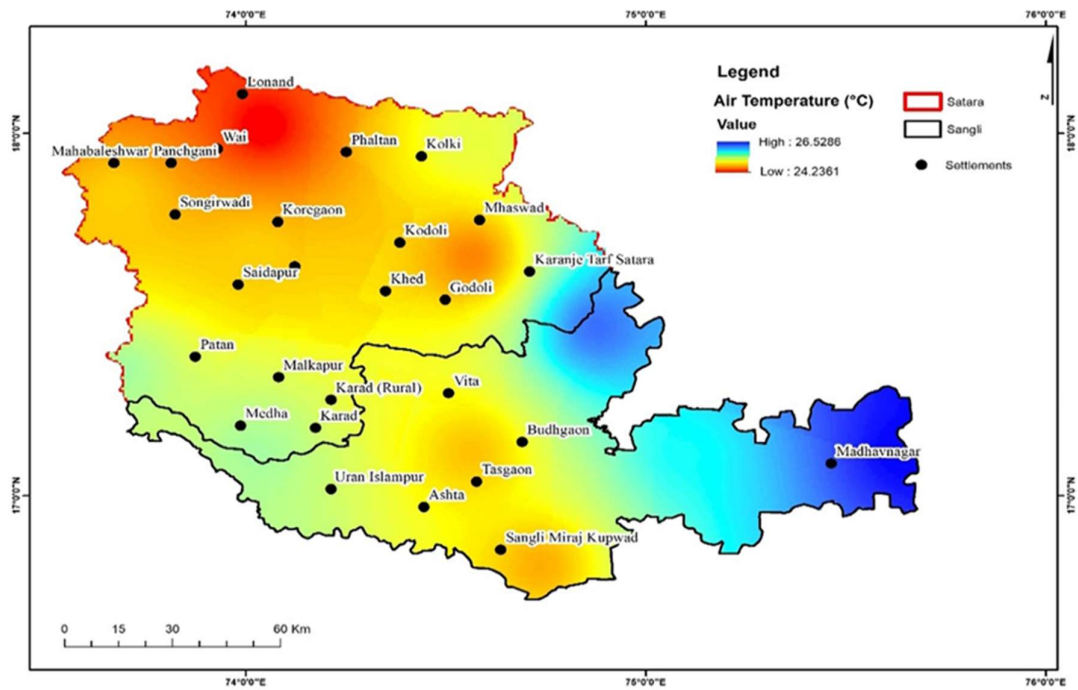 74°0'0"E 75°0'0"E 76°0'0"E
Legend
Air Temperature (°C)
Value
High : 26.5286
Low : 24.2361
Satara
Sangli
Settlements
N
18°0'0"N
18°0'0"N
Lonand
Wai
Mahabaleshwar Panchgani
Phaltan
Kolki
Songirwadi
Koregaon
Mhaswad
Kodoli
Saidapur
Khed
Godoli
Karanje Tarf Satara
Patan
Malkapur
Karad (Rural)
Vita
Medha
Karad
Budhgaon
Madhavnagar
Uran Islampur
Tasgaon
Ashta
17°0'0"N
17°0'0"N
Sangli Miraj Kupwad
0 15 30 60 Km
74°0'0"E 75°0'0"E 76°0'0"E